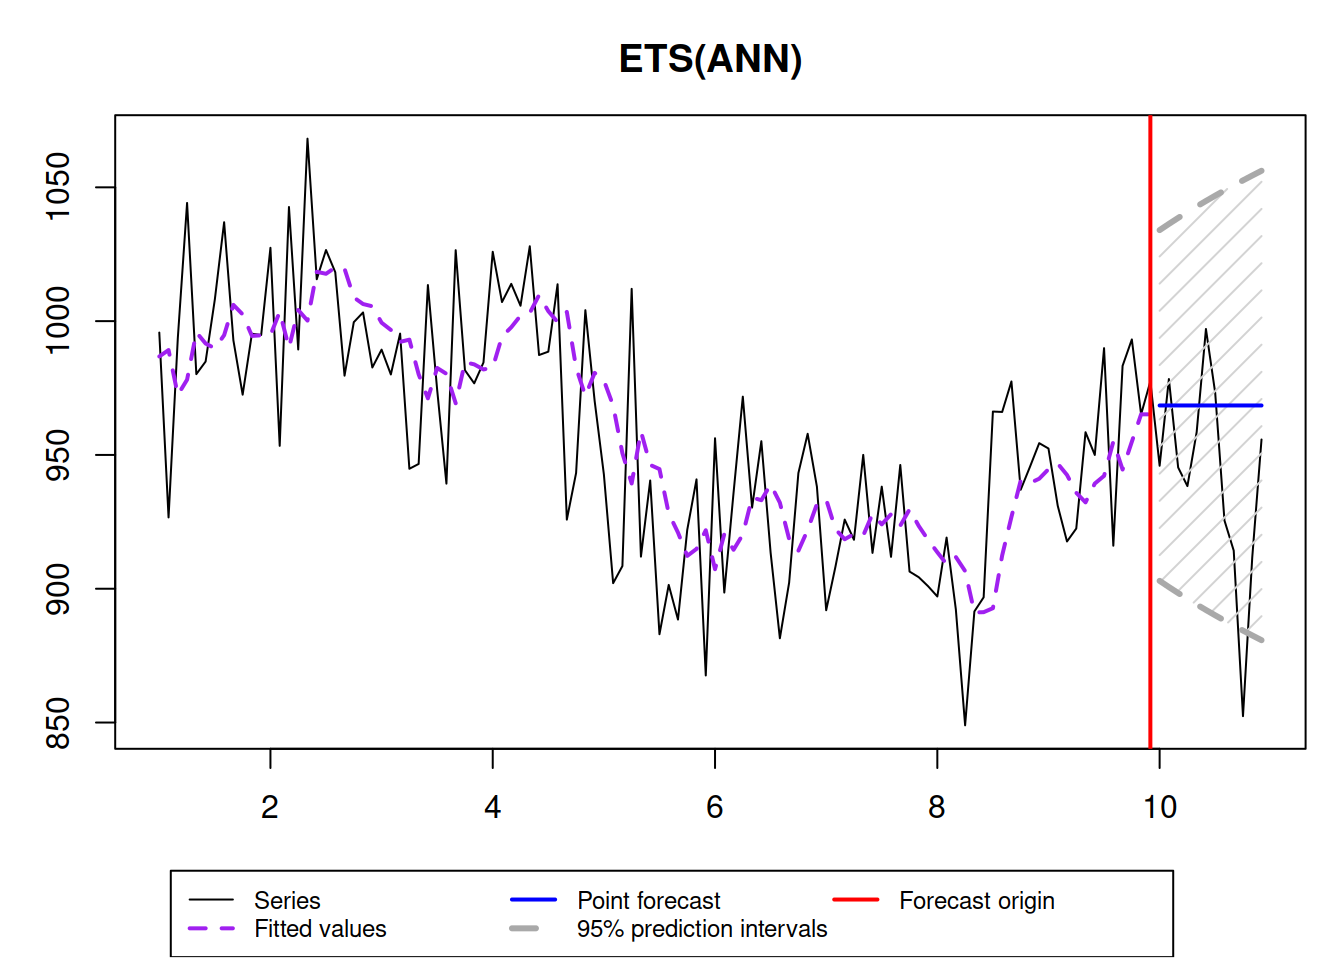 ETS(ANN)
1050
1000
950
900
850
2 4 6 8 10
Series Point forecast Forecast origin
Fitted values 95% prediction intervals